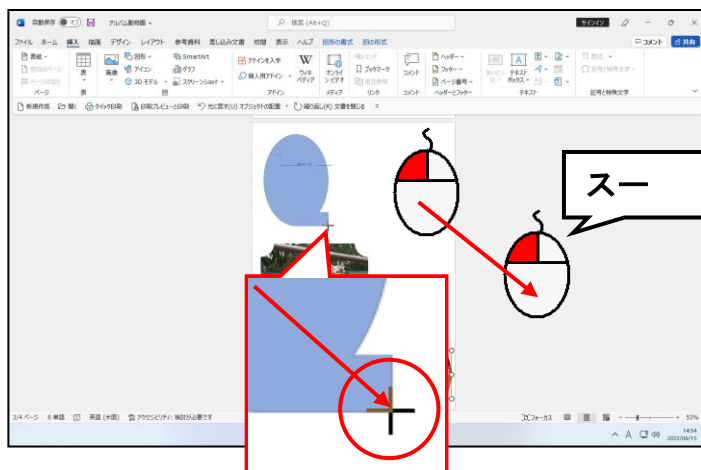 自動保存 オフ アルバム動物園 検索 (Alt+Q) サインイン
ファイル ホーム 挿入 描画 デザイン レイアウト 参考資料 差し込み文書 校閲 表示 ヘルプ 図形の書式 図の形式 コメント 共有
表紙 空白のページ ページ区切り
ページ
表
表
画像 図形 アイコン 3D モデル SmartArt グラフ スクリーンショット
図
アドインを入手 個人用アドイン ウィキペディア
アドイン
オンラインビデオ
メディア
リンク ブックマーク 相互参照
リンク
コメント
コメント
ヘッダー フッター ページ番号
ヘッダーとフッター
テキストボックス
テキスト
数式 記号と特殊文字
記号と特殊文字
新規作成 開く クイック印刷 印刷プレビューと印刷 元に戻す(U) オブジェクトの配置 繰り返し(R) 文書を閉じる
スー
3/4 ページ 8 単語 英語 (米国) アクセシビリティ: 検討が必要です フォーカス 53%
A 14:54
2022/06/15